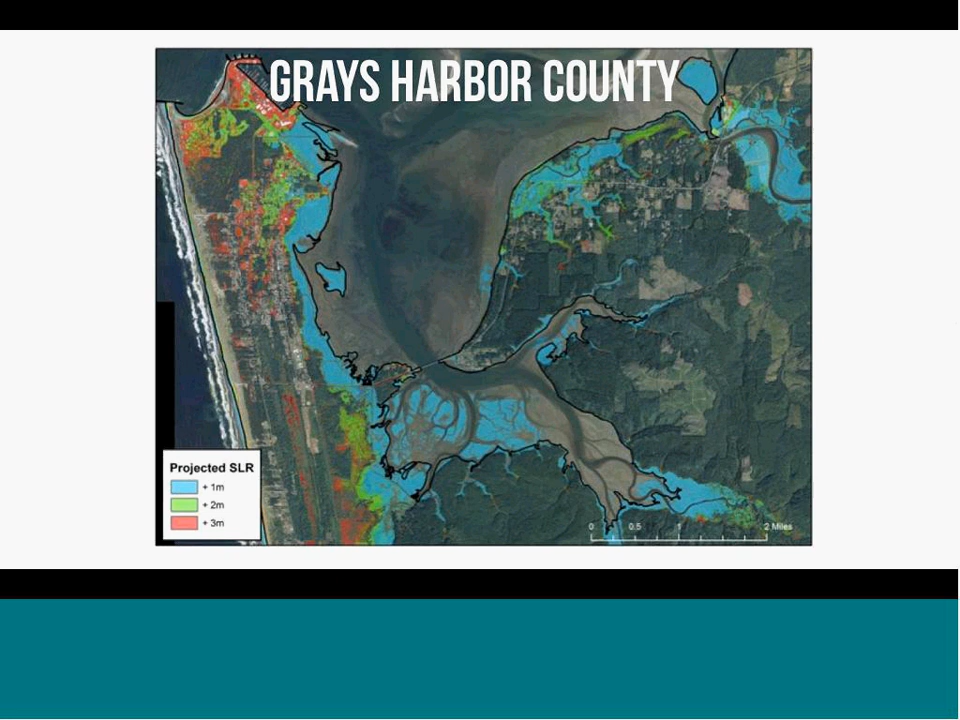 GRAYS HARBOR COUNTY
Projected SLR
+ 1m
+ 2m
+ 3m
0 0.5 1 2 Miles